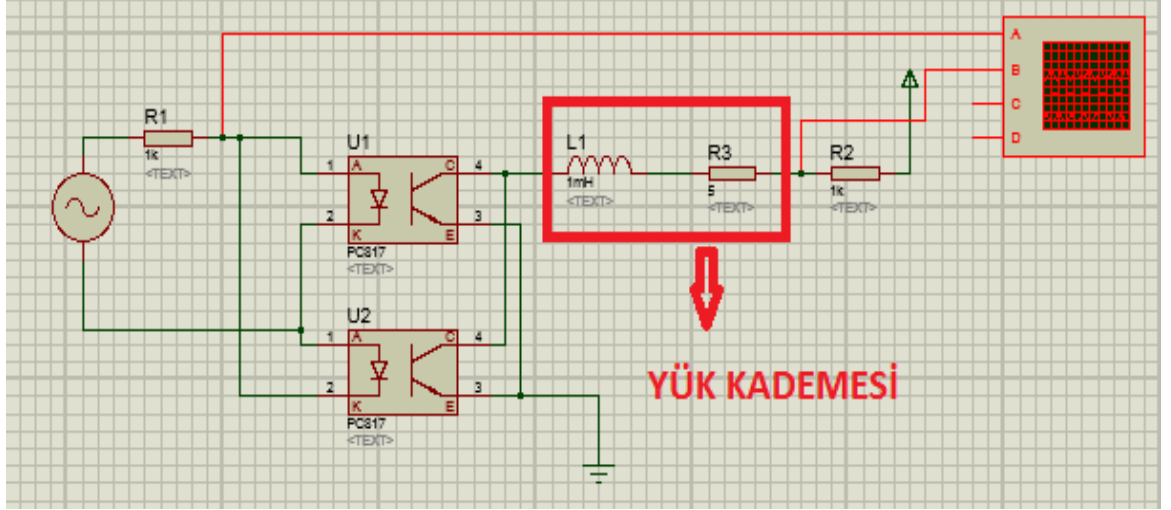 A
B
C
D
R1
1k
<TEXT>
U1
1
A
C
4
2
K
E
3
PC817
<TEXT>
L1
1mH
<TEXT>
R3
5
<TEXT>
R2
1k
<TEXT>
U2
1
A
C
4
2
K
E
3
PC817
<TEXT>
YÜK KADEMESİ